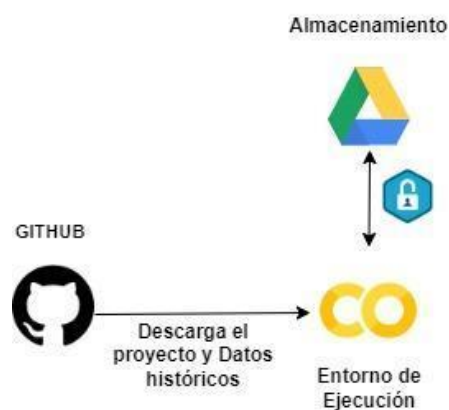 Almacenamiento
GITHUB
Descarga el
proyecto y Datos
históricos
Entorno de
Ejecución